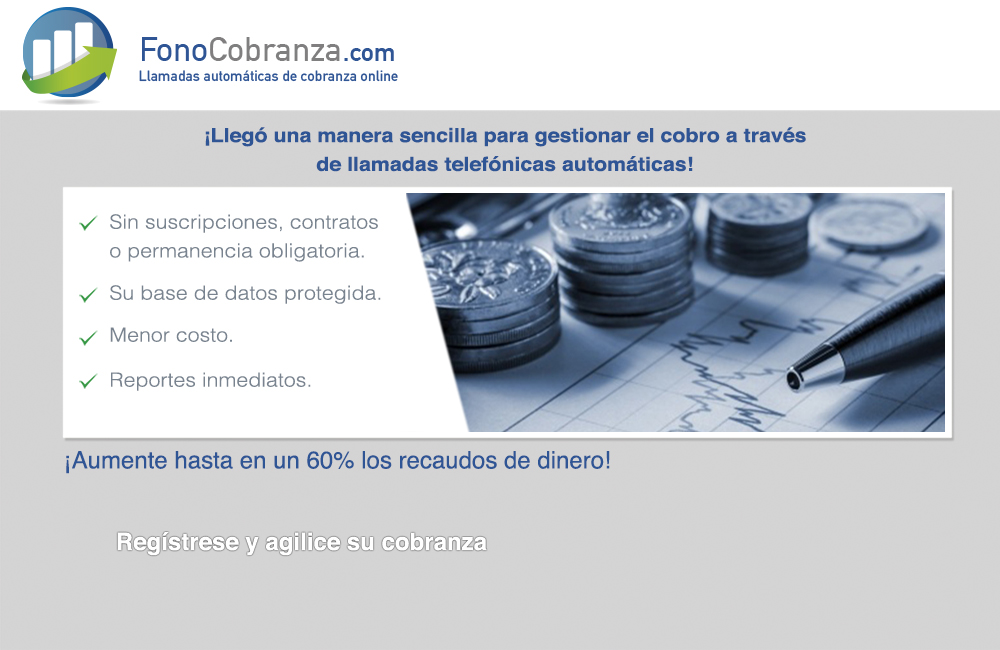 FonoCobranza.com
Llamadas automáticas de cobranza online
¡Llegó una manera sencilla para gestionar el cobro a través
de llamadas telefónicas automáticas!
Sin suscripciones, contratos
o permanencia obligatoria.
Su base de datos protegida.
Menor costo.
Reportes inmediatos.
¡Aumente hasta en un 60% los recaudos de dinero!
Regístrese y agilice su cobranza